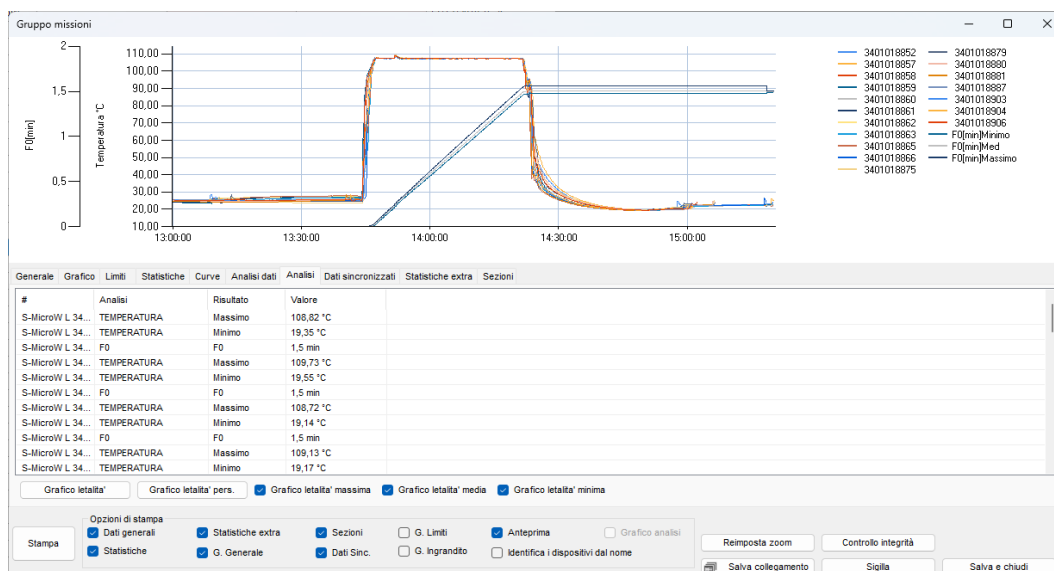 Gruppo missioni
F0[min]
2
1,5
1
0,5
0
Temperatura °C
110,00
100,00
90,00
80,00
70,00
60,00
50,00
40,00
30,00
20,00
10,00
13:00:00 13:30:00 14:00:00 14:30:00 15:00:00
3401018852 3401018879
3401018857 3401018880
3401018858 3401018881
3401018859 3401018887
3401018860 3401018903
3401018861 3401018904
3401018862 3401018906
3401018863 F0[min]Minimo
3401018865 F0[min]Med
3401018866 F0[min]Massimo
3401018875
Generale Grafico Limiti Statistiche Curve Analisi dati Analisi Dati sincronizzati Statistiche extra Sezioni
# Analisi Risultato Valore
S-MicroW L 34... TEMPERATURA Massimo 108,82 °C
S-MicroW L 34... TEMPERATURA Minimo 19,35 °C
S-MicroW L 34... F0 F0 1,5 min
S-MicroW L 34... TEMPERATURA Massimo 109,73 °C
S-MicroW L 34... TEMPERATURA Minimo 19,55 °C
S-MicroW L 34... F0 F0 1,5 min
S-MicroW L 34... TEMPERATURA Massimo 108,72 °C
S-MicroW L 34... TEMPERATURA Minimo 19,14 °C
S-MicroW L 34... F0 F0 1,5 min
S-MicroW L 34... TEMPERATURA Massimo 109,13 °C
S-MicroW L 34... TEMPERATURA Minimo 19,17 °C
Grafico letalita' Grafico letalita' pers. Grafico letalita' massima Grafico letalita' media Grafico letalita' minima
Opzioni di stampa
Stampa
Dati generali Statistiche extra Sezioni G. Limiti Anteprima Grafico analisi
Statistiche G. Generale Dati Sinc. G. Ingrandito Identifica i dispositivi dal nome
Reimposta zoom Controllo integrità
Salva collegamento Sigilla Salva e chiudi